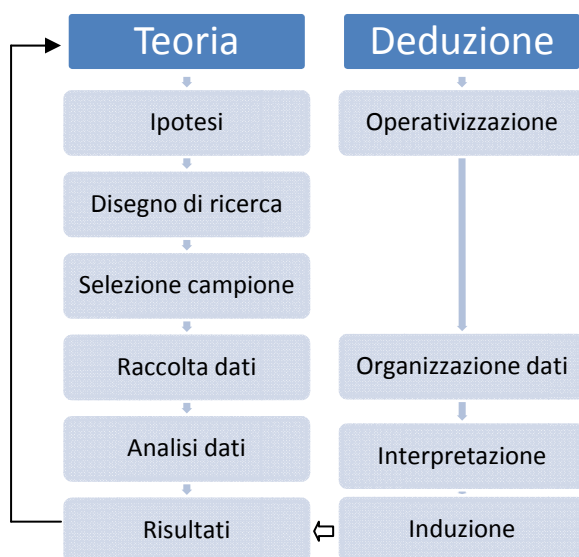 Teoria
Deduzione
Ipotesi
Operativizzazione
Disegno di ricerca
Selezione campione
Raccolta dati
Organizzazione dati
Analisi dati
Interpretazione
Risultati
Induzione